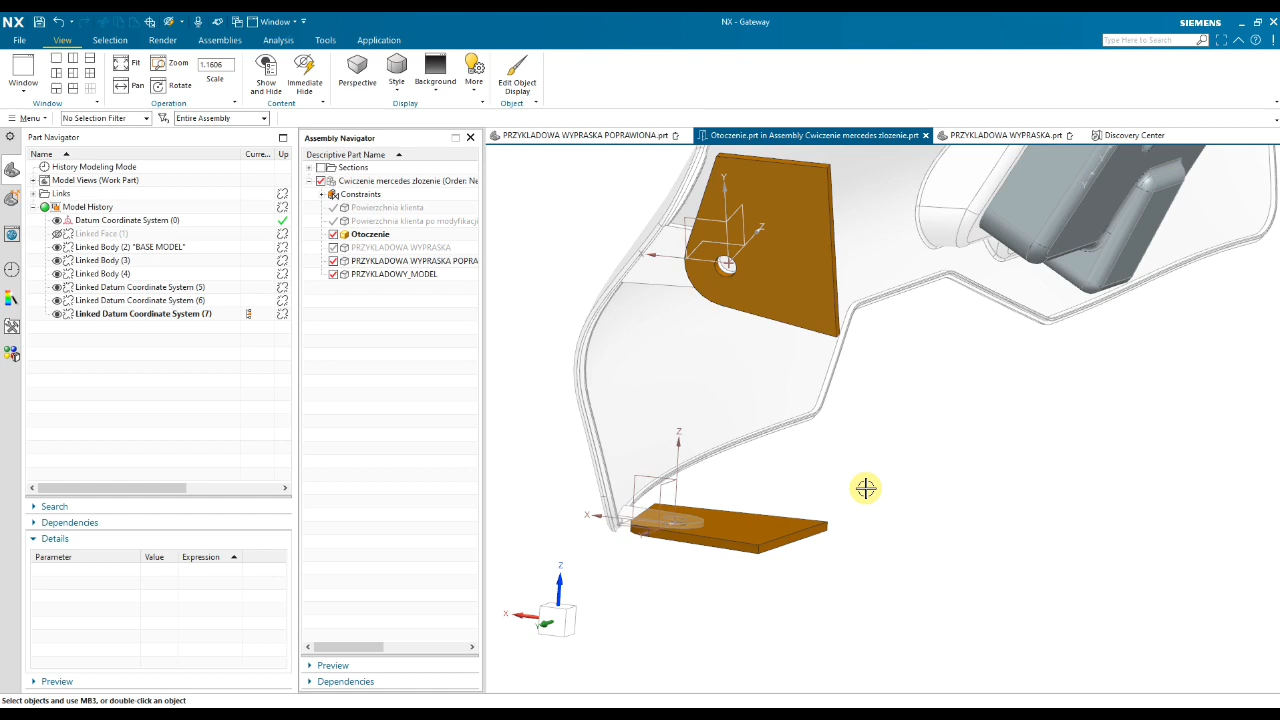 NX
Window
NX - Gateway
SIEMENS
File
View
Selection
Render
Assemblies
Analysis
Tools
Application
Type Here to Search
Window
Fit
Pan
Zoom
Rotate
1.1606
Scale
Show and Hide
Immediate Hide
Perspective
Style
Background
More
Edit Object Display
Window
Operation
Content
Display
Object
Menu
No Selection Filter
Entire Assembly
Part Navigator
Name
Curre...
Up
History Modeling Mode
Model Views (Work Part)
Links
Model History
Datum Coordinate System (0)
Linked Face (1)
Linked Body (2) "BASE MODEL"
Linked Body (3)
Linked Body (4)
Linked Datum Coordinate System (5)
Linked Datum Coordinate System (6)
Linked Datum Coordinate System (7)
Search
Dependencies
Details
Parameter
Value
Expression
Preview
Assembly Navigator
Descriptive Part Name
Sections
Cwiczenie mercedes zlozenie (Order: Ne
Constraints
Powierzchnia klienta
Powierzchnia klienta po modyfikacji
Otoczenie
PRZYKLADOWA WYPRASKA
PRZYKLADOWA WYPRASKA POPRA
PRZYKLADOWY_MODEL
Preview
Dependencies
PRZYKLADOWA WYPRASKA POPRAWIONA.prt
Otoczenie.prt in Assembly Cwiczenie mercedes zlozenie.prt
PRZYKLADOWA WYPRASKA.prt
Discovery Center
Y
Z
X
Z
X
Z
X
Y
Select objects and use MB3, or double-click an object